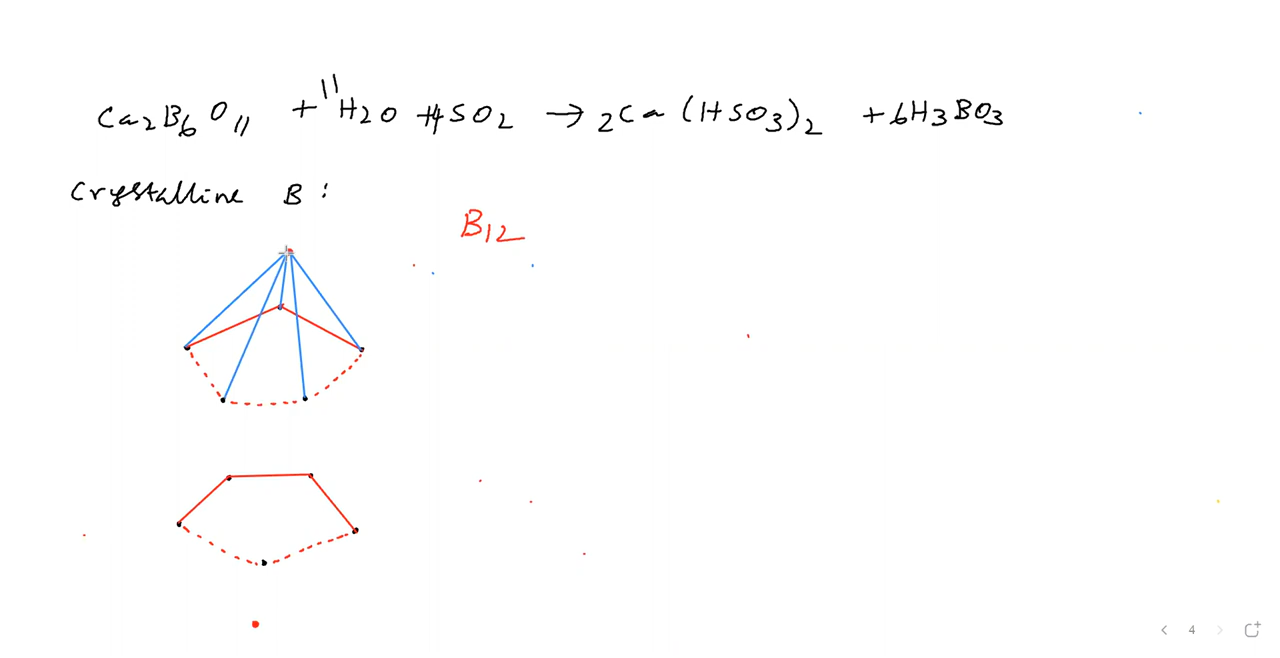 Ca2B6O11 + 11H2O + 4SO2 → 2Ca(HSO3)2 + 6H3BO3
Crystalline B :
B12
4